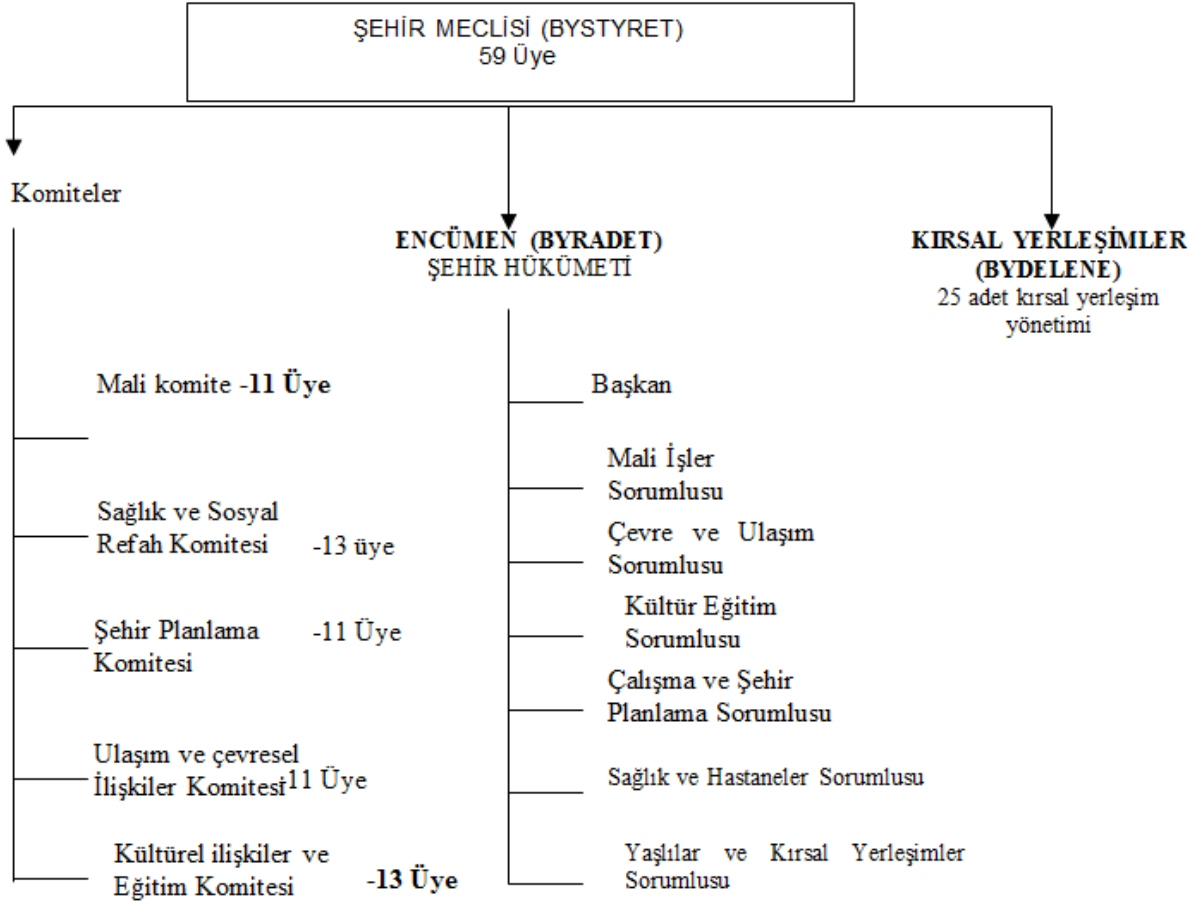 ŞEHİR MECLİSİ (BYSTYRET)
59 Üye
Komiteler
Mali komite -11 Üye
Sağlık ve Sosyal
Refah Komitesi -13 üye
Şehir Planlama -11 Üye
Komitesi
Ulaşım ve çevresel
İlişkiler Komitesi-11 Üye
Kültürel ilişkiler ve
Eğitim Komitesi -13 Üye
ENCÜMEN (BYRADET)
ŞEHİR HÜKÜMETİ
Başkan
Mali İşler
Sorumlusu
Çevre ve Ulaşım
Sorumlusu
Kültür Eğitim
Sorumlusu
Çalışma ve Şehir
Planlama Sorumlusu
Sağlık ve Hastaneler Sorumlusu
Yaşlılar ve Kırsal Yerleşimler
Sorumlusu
KIRSAL YERLEŞİMLER
(BYDELENE)
25 adet kırsal yerleşim
yönetimi